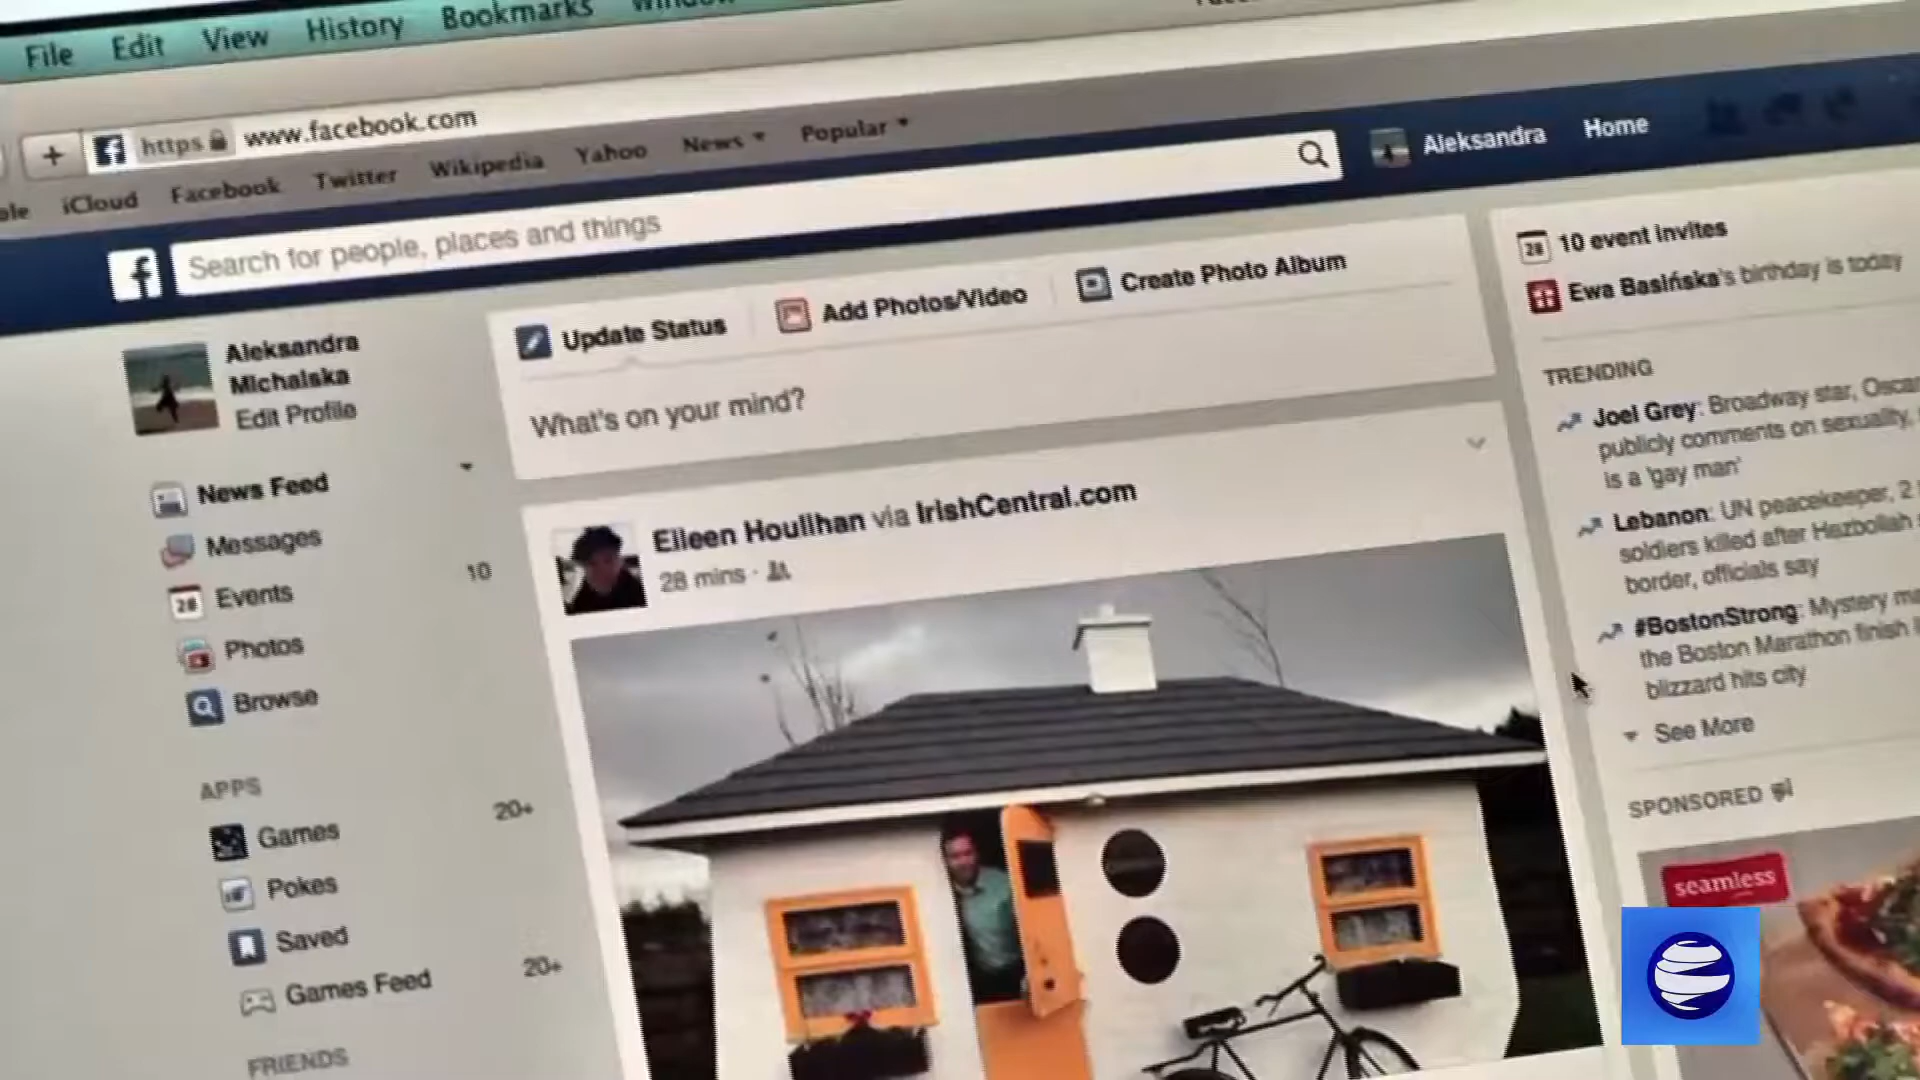 File Edit View History Bookmarks Window
+ https www.facebook.com
iCloud Facebook Twitter Wikipedia Yahoo News Popular
Search for people, places and things
Aleksandra Home
Aleksandra
Michalska
Edit Profile
News Feed
Messages
Events 10
Photos
Browse
APPS
Games 20+
Pokes
Saved
Games Feed 20+
FRIENDS
Update Status Add Photos/Video Create Photo Album
What's on your mind?
Eileen Houlihan via IrishCentral.com
28 mins ·
28 10 event invites
Ewa Basińska's birthday is today
TRENDING
Joel Grey: Broadway star,
publicly comments on sexuality,
is a 'gay man'
Lebanon: UN peacekeeper, 2
soldiers killed after Hezbollah
border, officials say
#BostonStrong: Mystery
the Boston Marathon finish
blizzard hits city
See More
SPONSORED
seamless